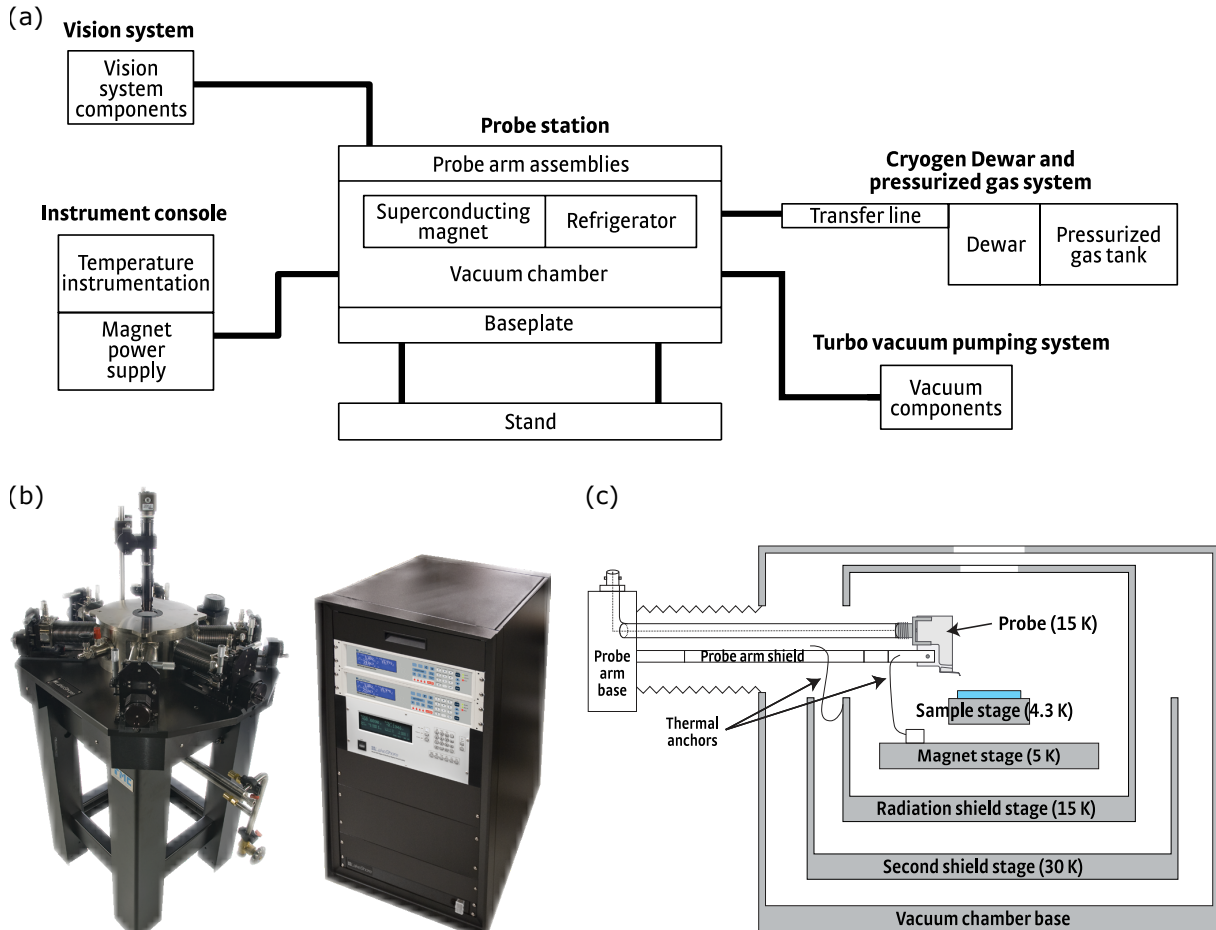 (a)
Vision system
Vision
system
components
Probe station
Probe arm assemblies
Superconducting
magnet
Refrigerator
Vacuum chamber
Baseplate
Stand
Instrument console
Temperature
instrumentation
Magnet
power
supply
Cryogen Dewar and
pressurized gas system
Transfer line
Dewar
Pressurized
gas tank
Turbo vacuum pumping system
Vacuum
components
(b)
(c)
Probe (15 K)
Probe
arm
base
Probe arm shield
Thermal
anchors
Sample stage (4.3 K)
Magnet stage (5 K)
Radiation shield stage (15 K)
Second shield stage (30 K)
Vacuum chamber base